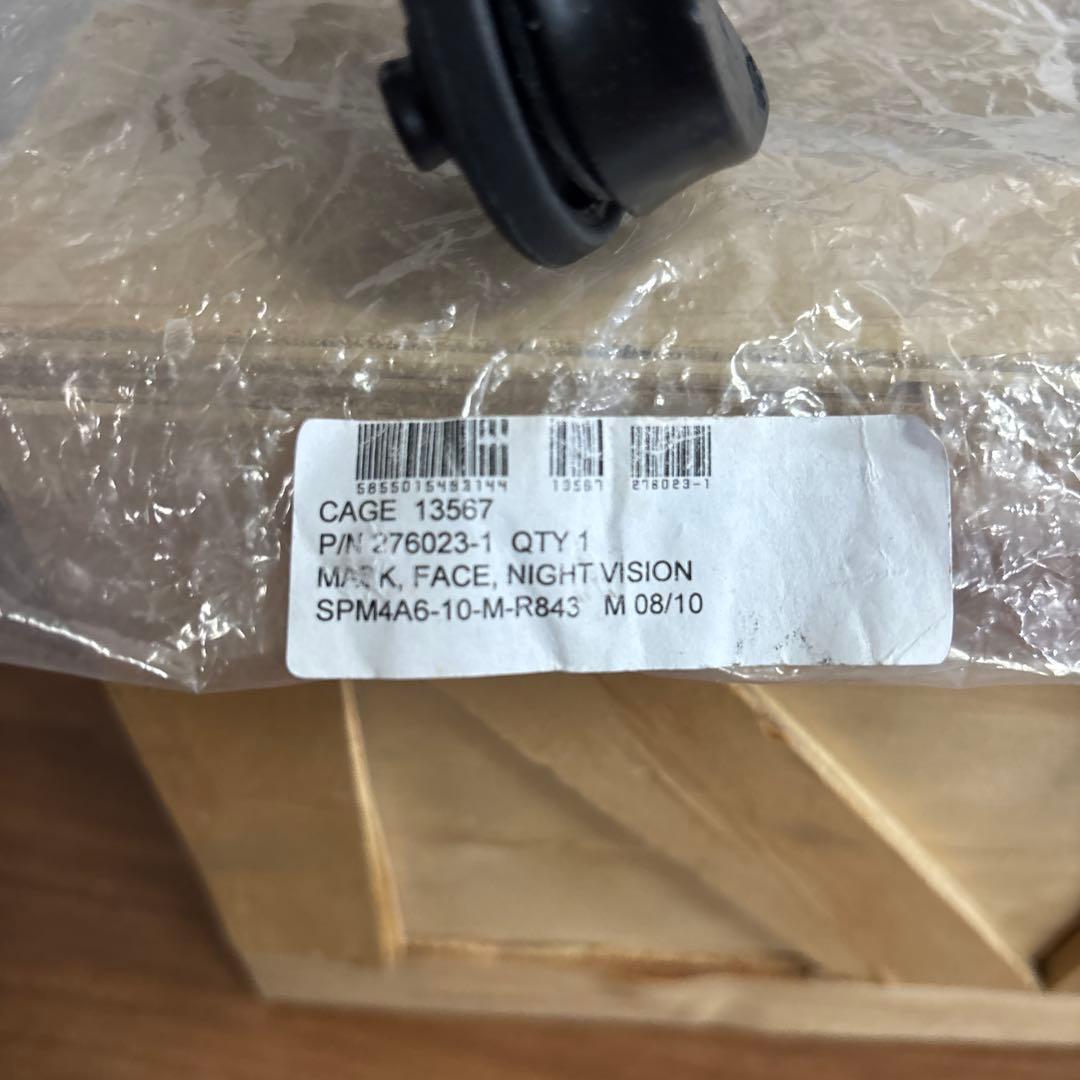 5855015483144 13567 276023-1
CAGE 13567
P/N 276023-1 QTY 1
MASK, FACE, NIGHT VISION
SPM4A6-10-M-R843 M 08/10